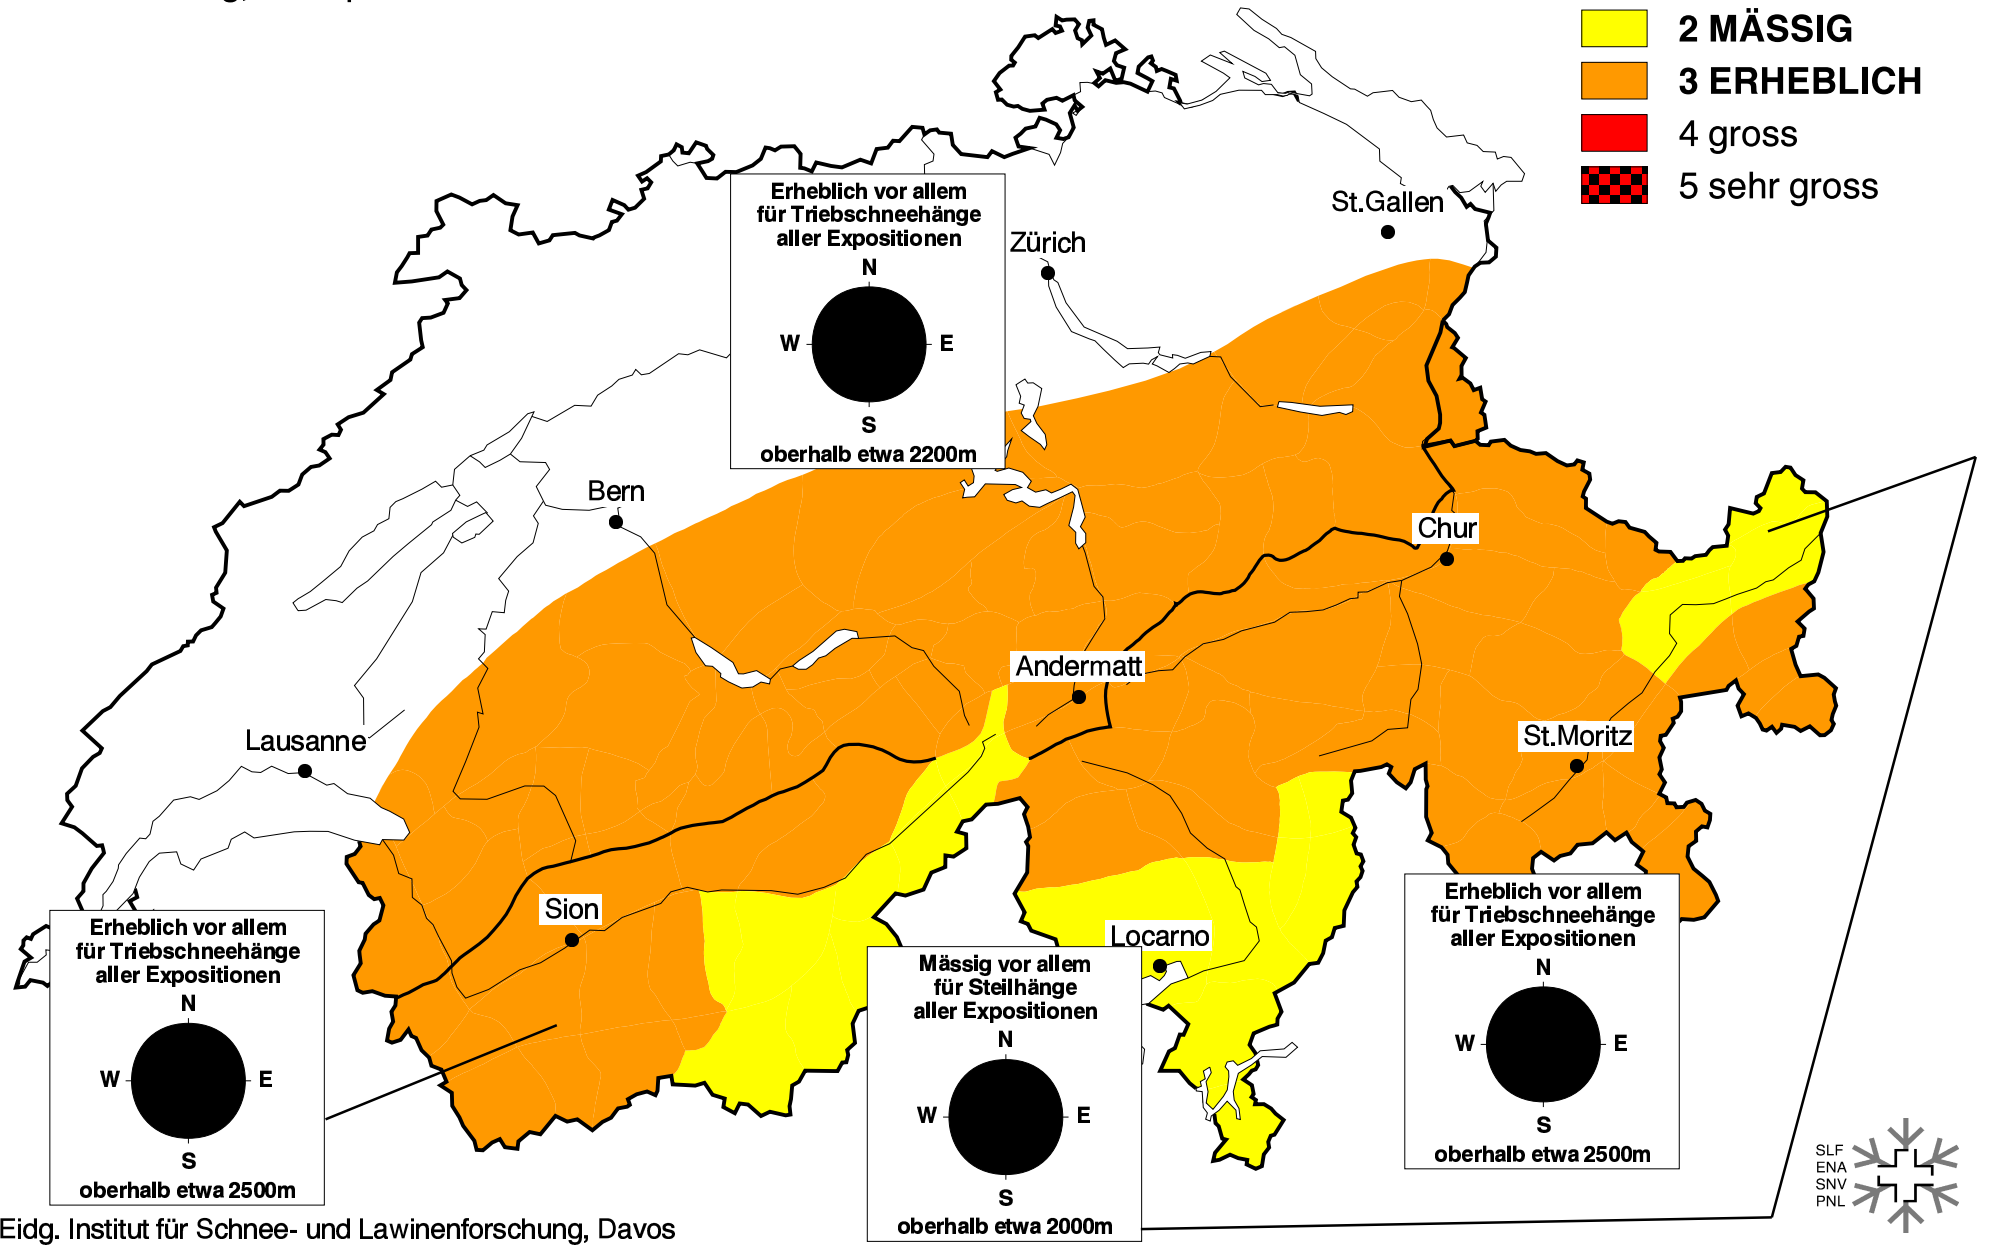 2 MÄSSIG
3 ERHEBLICH
4 gross
5 sehr gross
Erheblich vor allem
für Triebschneehänge
aller Expositionen
N
W
E
S
oberhalb etwa 2200m
St.Gallen
Zürich
Bern
Chur
Andermatt
Lausanne
St.Moritz
Sion
Locarno
Erheblich vor allem
für Triebschneehänge
aller Expositionen
N
W
E
S
oberhalb etwa 2500m
Mässig vor allem
für Steilhänge
aller Expositionen
N
W
E
S
oberhalb etwa 2000m
Erheblich vor allem
für Triebschneehänge
aller Expositionen
N
W
E
S
oberhalb etwa 2500m
SLF
ENA
SNV
PNL
Eidg. Institut für Schnee- und Lawinenforschung, Davos